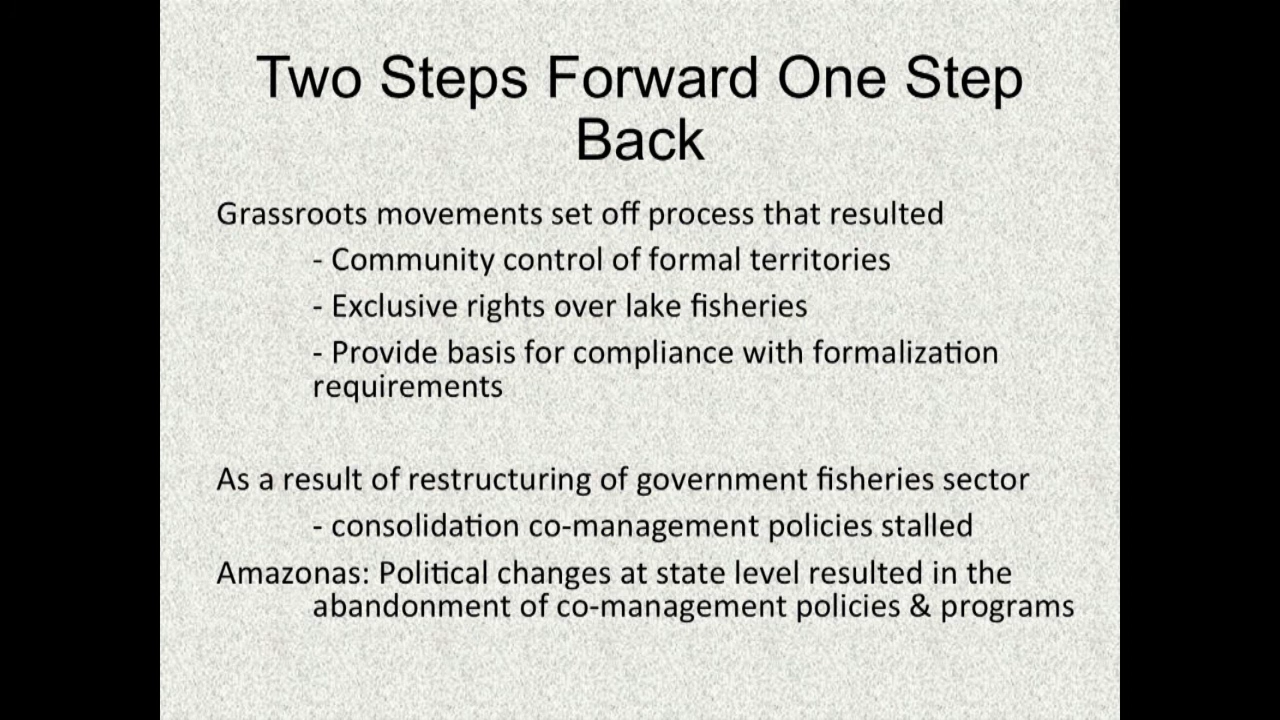 Two Steps Forward One Step
Back
Grassroots movements set off process that resulted
- Community control of formal territories
- Exclusive rights over lake fisheries
- Provide basis for compliance with formalization
requirements
As a result of restructuring of government fisheries sector
- consolidation co-management policies stalled
Amazonas: Political changes at state level resulted in the
abandonment of co-management policies & programs